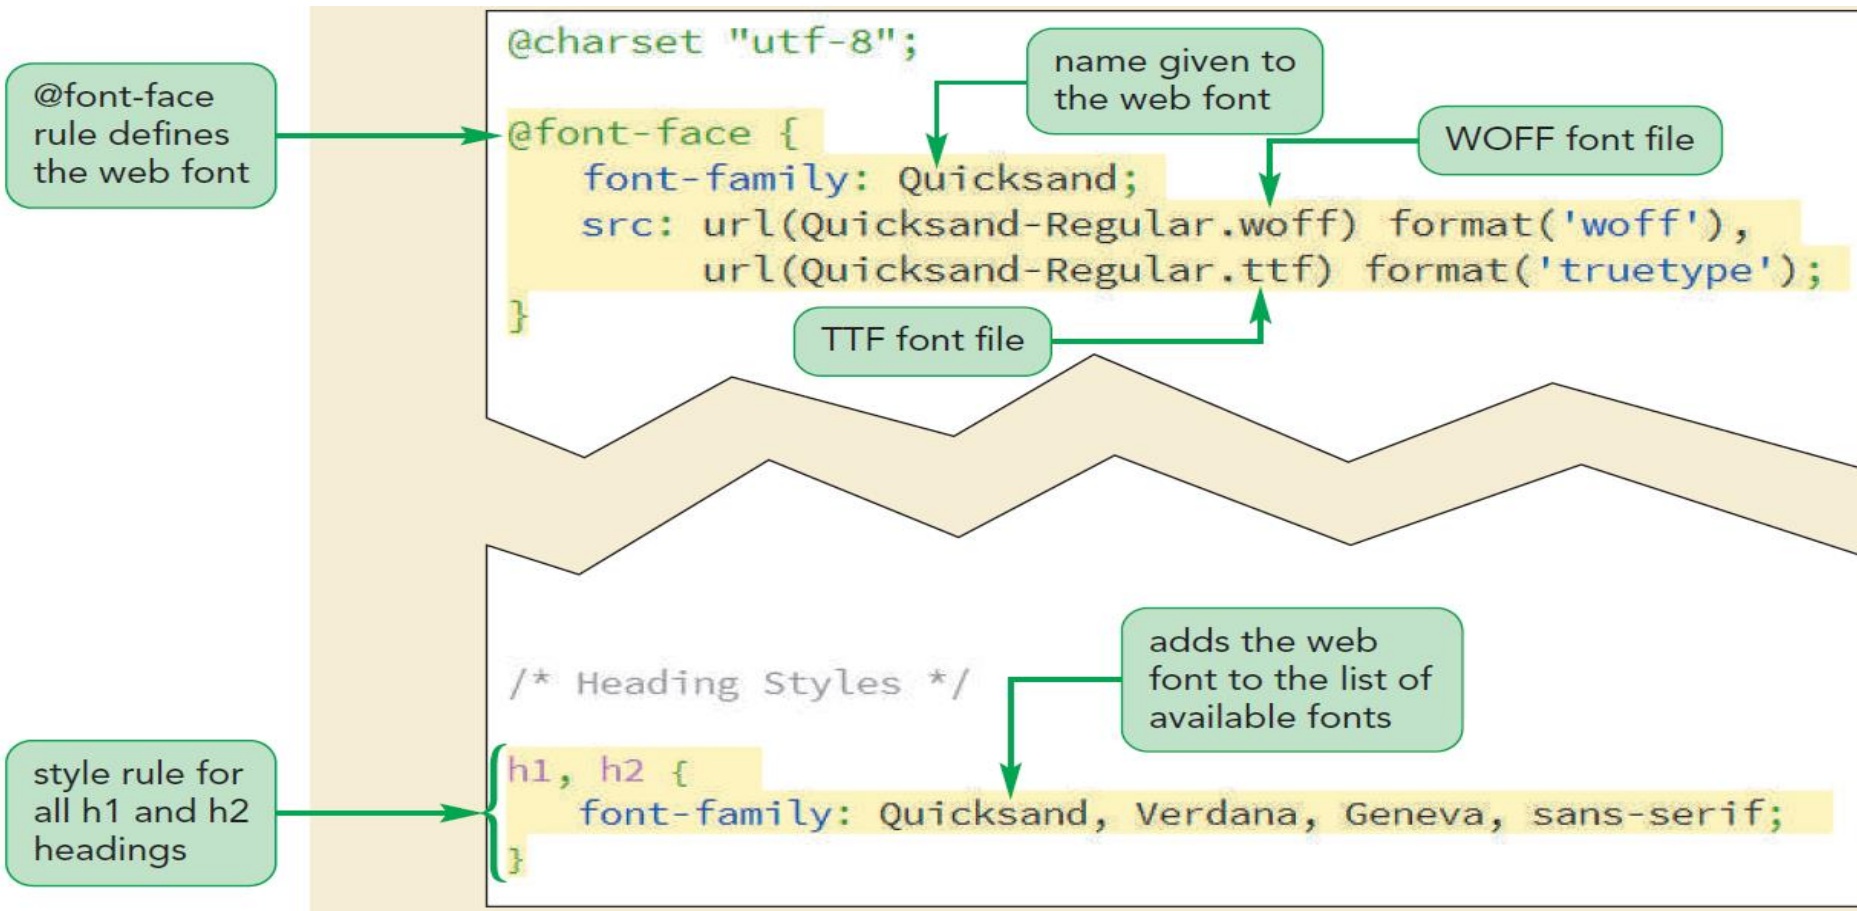 @charset "utf-8";
name given to
the web font
@font-face
rule defines
the web font
@font-face {
WOFF font file
font-family: Quicksand;
src: url(Quicksand-Regular.woff) format('woff'),
url(Quicksand-Regular.ttf) format('truetype');
}
TTF font file
adds the web
font to the list of
available fonts
/* Heading Styles */
style rule for
all h1 and h2
headings
h1, h2 {
font-family: Quicksand, Verdana, Geneva, sans-serif;
}